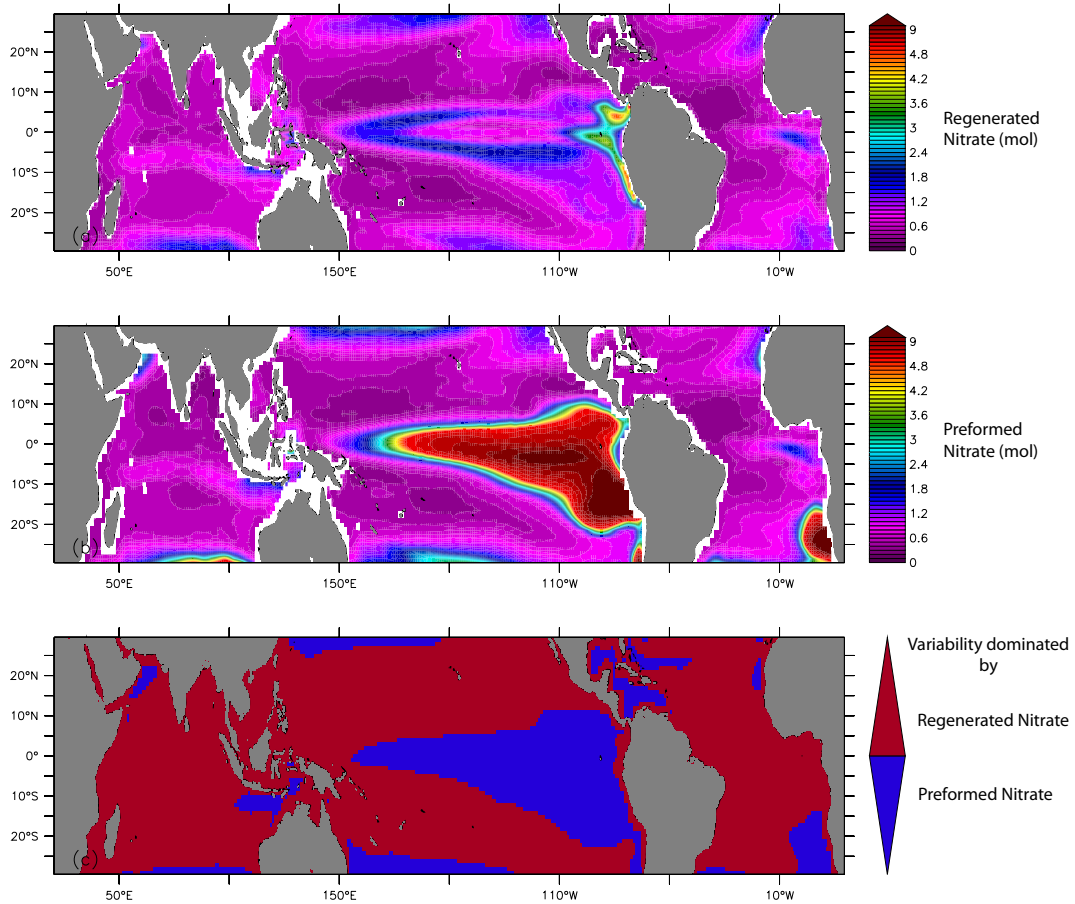 20°N
10°N
0°
10°S
20°S
(a)
50°E
150°E
110°W
10°W
9
4.8
4.2
3.6
3
2.4
1.8
1.2
0.6
0
Regenerated
Nitrate (mol)
20°N
10°N
0°
10°S
20°S
(b)
50°E
150°E
110°W
10°W
9
4.8
4.2
3.6
3
2.4
1.8
1.2
0.6
0
Preformed
Nitrate (mol)
20°N
10°N
0°
10°S
20°S
(c)
50°E
150°E
110°W
10°W
Variability dominated
by
Regenerated Nitrate
Preformed Nitrate